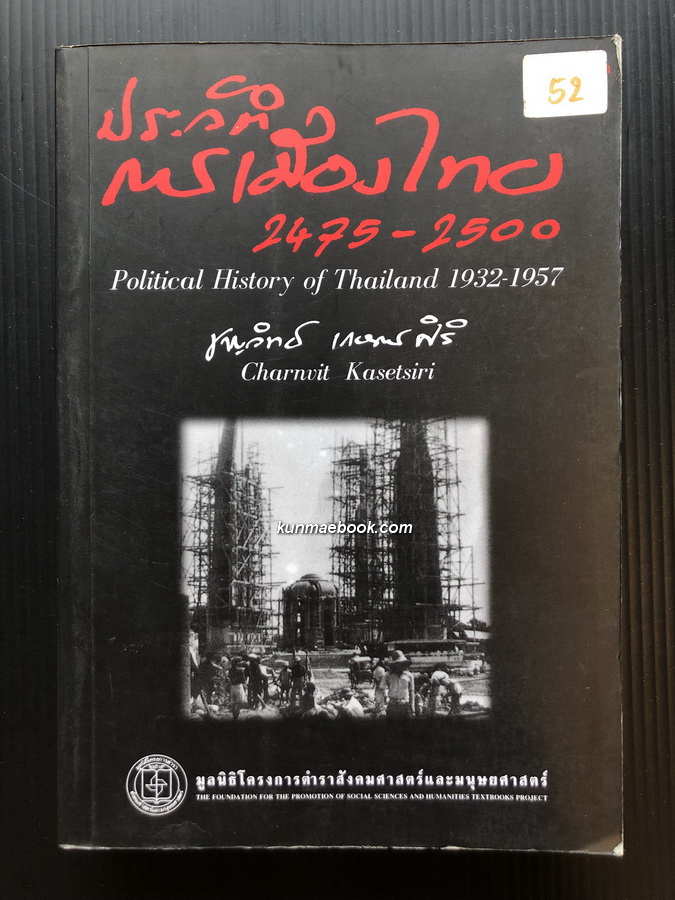 52
ประวัติ
การเมืองไทย
2475-2500
Political History of Thailand 1932-1957
ชาญวิทย์ เกษตรศิริ
Charnvit Kasetsiri
kunmaebook.com
มูลนิธิโครงการตำราสังคมศาสตร์และมนุษยศาสตร์
THE FOUNDATION FOR THE PROMOTION OF SOCIAL SCIENCES AND HUMANITIES TEXTBOOKS PROJECT